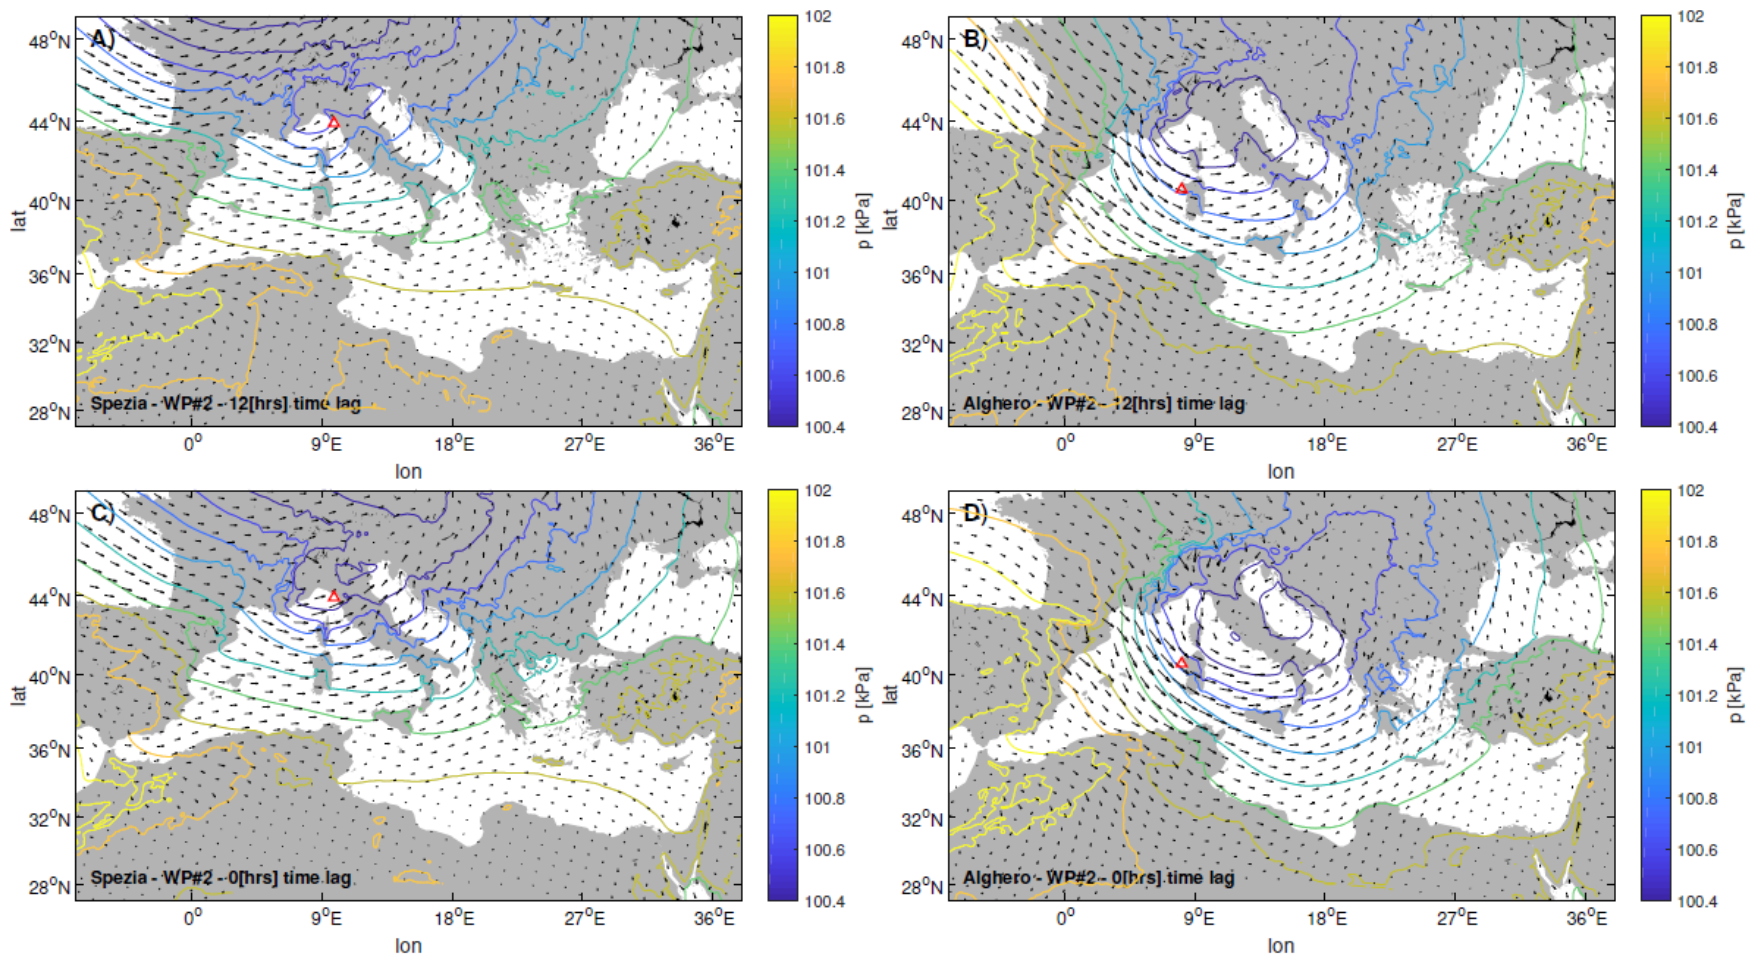 A)
48°N
44°N
40°N
36°N
32°N
28°N
lat
Spezia - WP#2 - 12[hrs] time lag
0°
9°E
18°E
27°E
36°E
lon
102
101.8
101.6
101.4
101.2
101
100.8
100.6
100.4
p [kPa]
B)
48°N
44°N
40°N
36°N
32°N
28°N
lat
Alghero - WP#2 - 12[hrs] time lag
0°
9°E
18°E
27°E
36°E
lon
102
101.8
101.6
101.4
101.2
101
100.8
100.6
100.4
p [kPa]
C)
48°N
44°N
40°N
36°N
32°N
28°N
lat
Spezia - WP#2 - 0[hrs] time lag
0°
9°E
18°E
27°E
36°E
lon
102
101.8
101.6
101.4
101.2
101
100.8
100.6
100.4
p [kPa]
D)
48°N
44°N
40°N
36°N
32°N
28°N
lat
Alghero - WP#2 - 0[hrs] time lag
0°
9°E
18°E
27°E
36°E
lon
102
101.8
101.6
101.4
101.2
101
100.8
100.6
100.4
p [kPa]